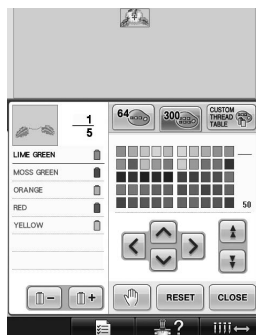 1
5
64
300
CUSTOM
THREAD
TABLE
LIME GREEN
MOSS GREEN
ORANGE
RED
YELLOW
50
-
+
RESET
CLOSE
?